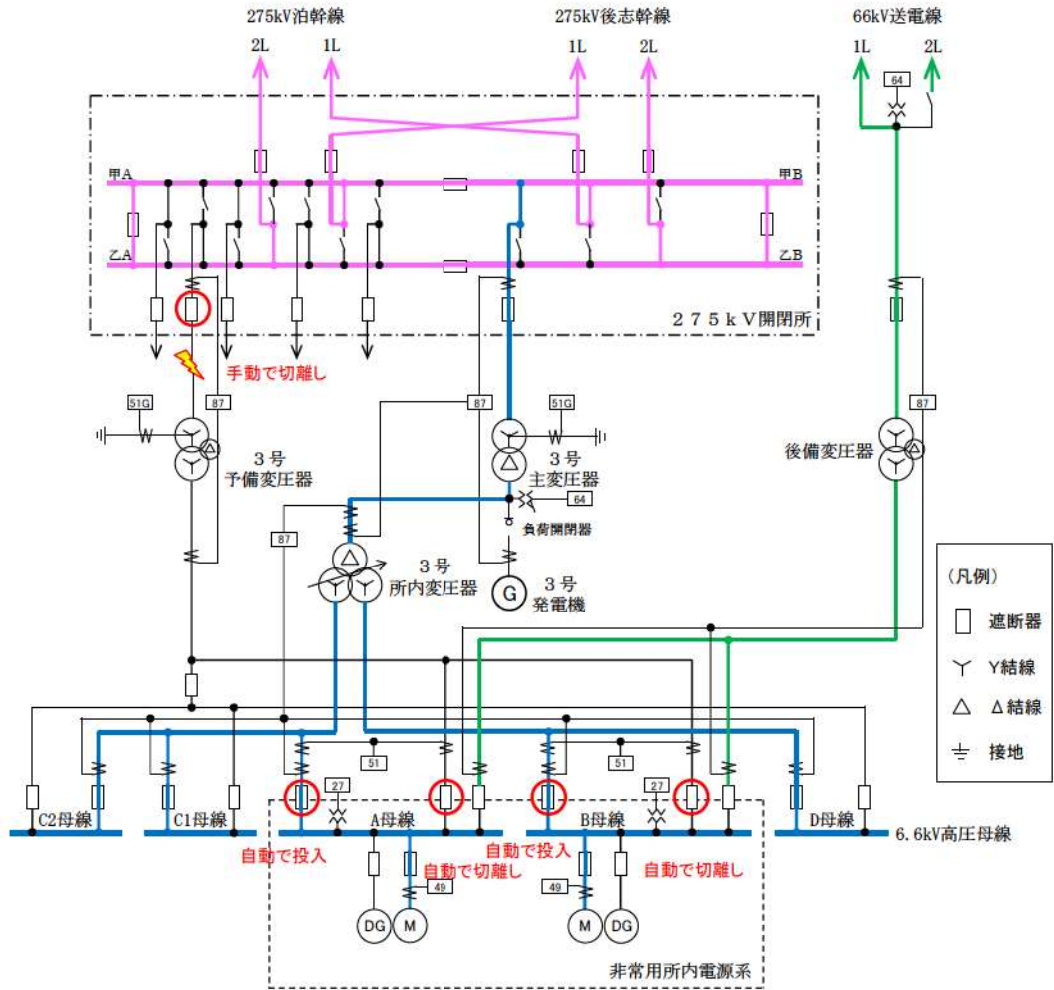 275kV泊幹線
275kV後志幹線
66kV送電線
2L
1L
1L
2L
1L
2L
64
甲A
甲B
乙A
乙B
275kV開閉所
手動で切離し
51G
87
87
51G
87
3号
予備変圧器
3号
主変圧器
後備変圧器
64
負荷開閉器
87
3号
所内変圧器
G
3号
発電機
(凡例)
遮断器
Y結線
Δ結線
接地
51
51
27
27
C2母線
C1母線
A母線
B母線
D母線
6.6kV高圧母線
自動で投入
自動で切離し
自動で投入
自動で切離し
49
49
DG
M
M
DG
非常用所内電源系